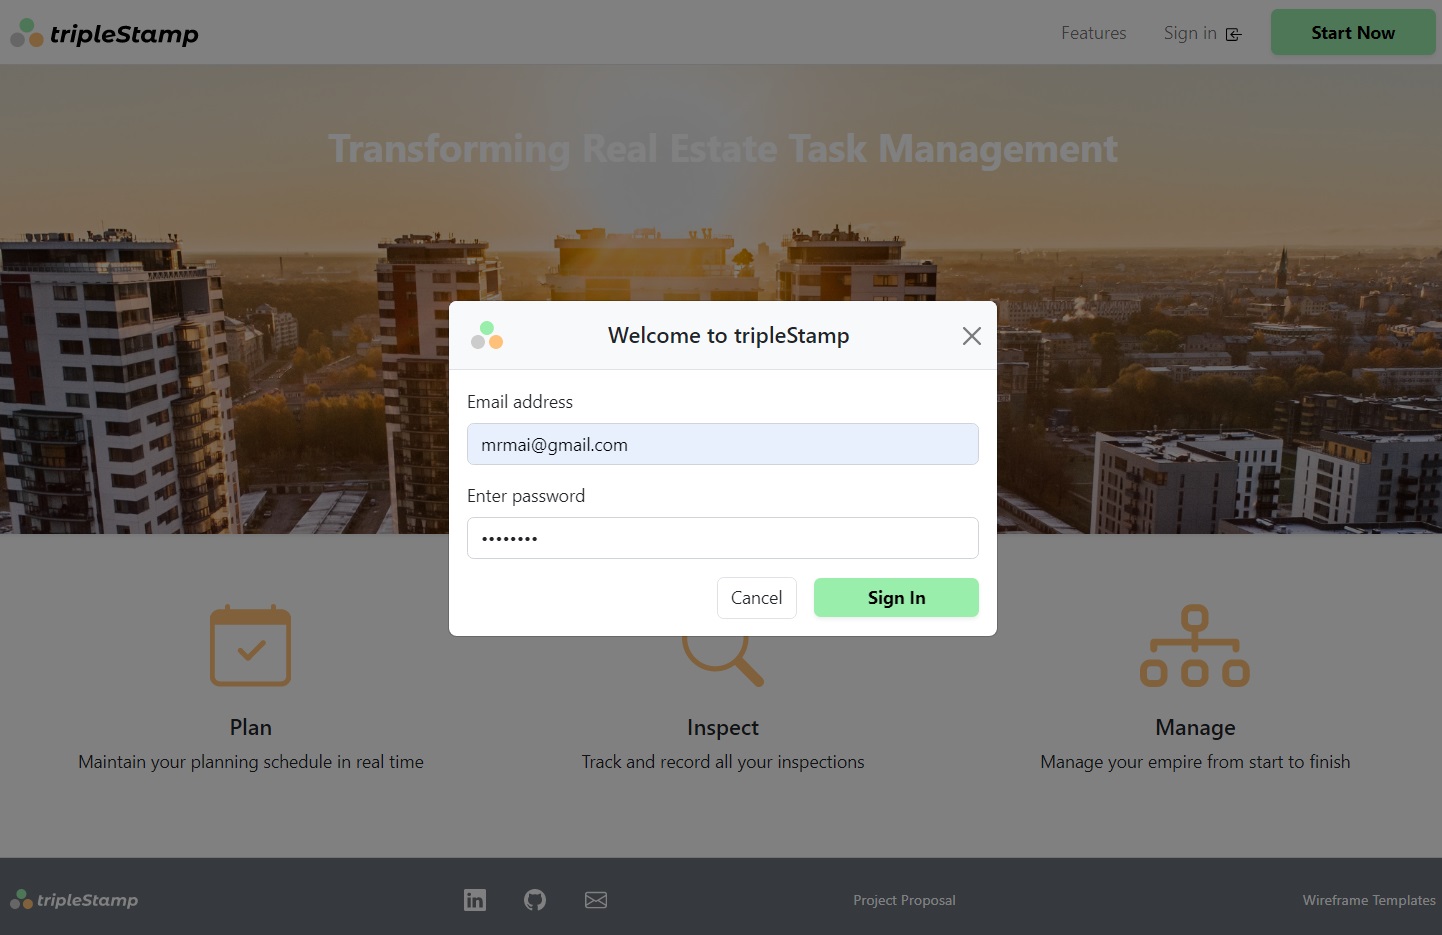 tripleStamp
Features
Sign in
Start Now
Transforming Real Estate Task Management
Welcome to tripleStamp
Email address
mrmai@gmail.com
Enter password
••••••••
Cancel
Sign In
Plan
Maintain your planning schedule in real time
Inspect
Track and record all your inspections
Manage
Manage your empire from start to finish
tripleStamp
Project Proposal
Wireframe Templates